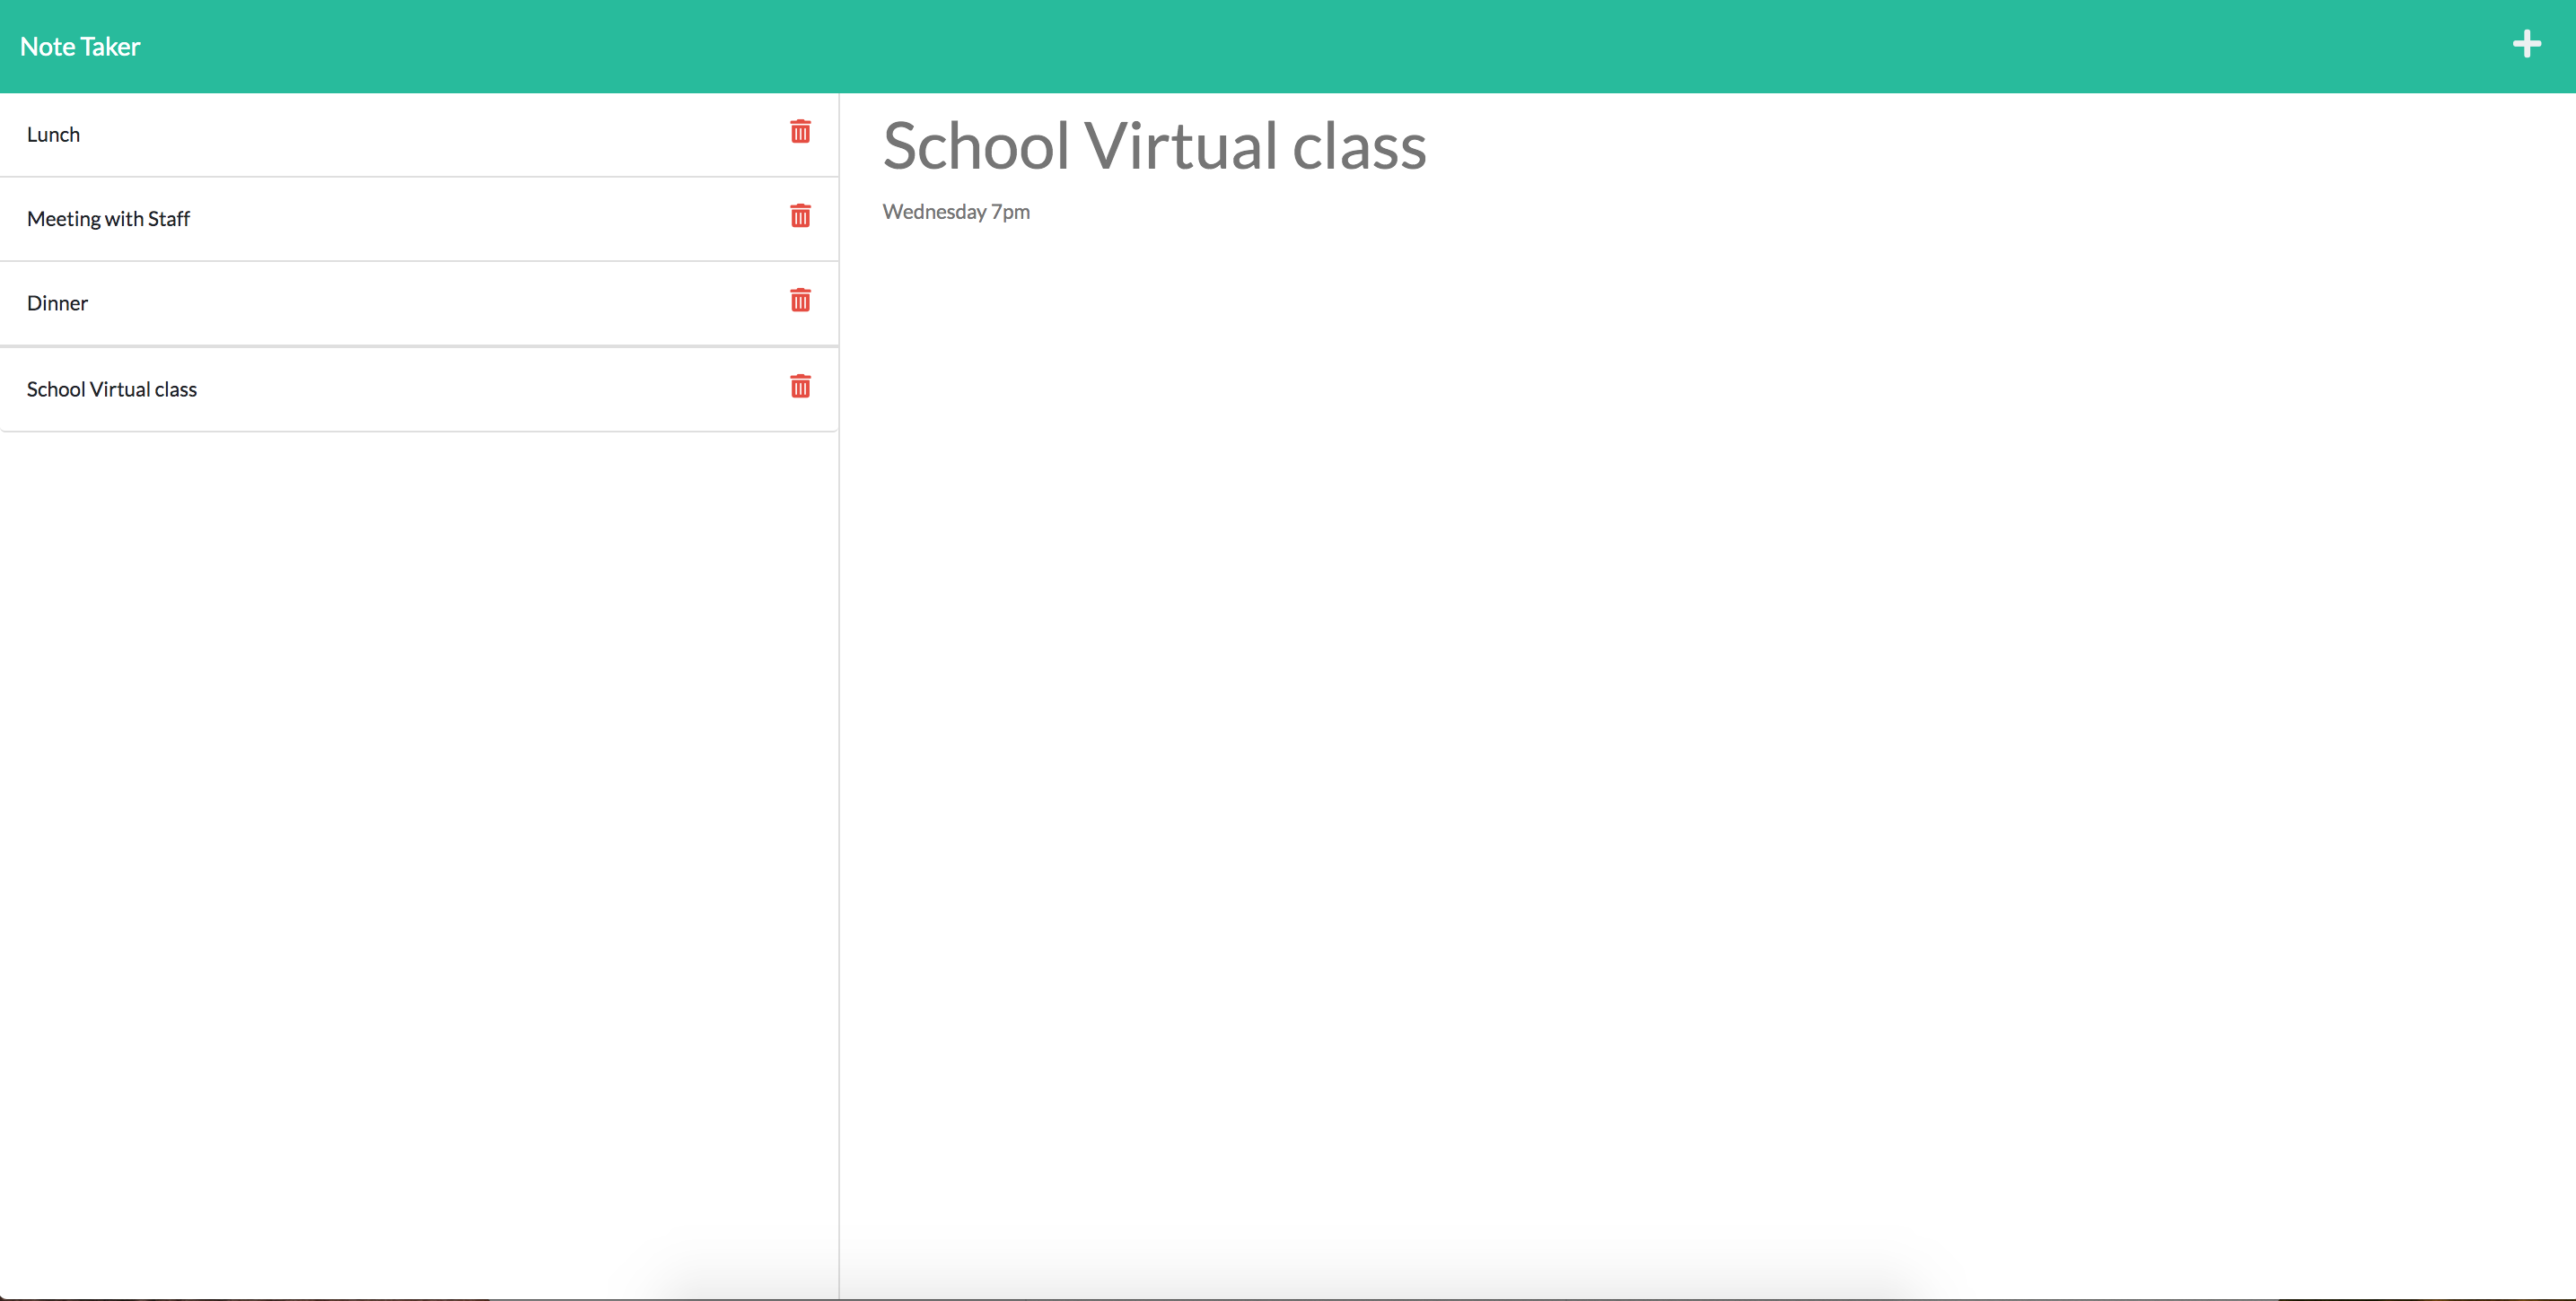 Note Taker
Lunch
Meeting with Staff
Dinner
School Virtual class
School Virtual class
Wednesday 7pm